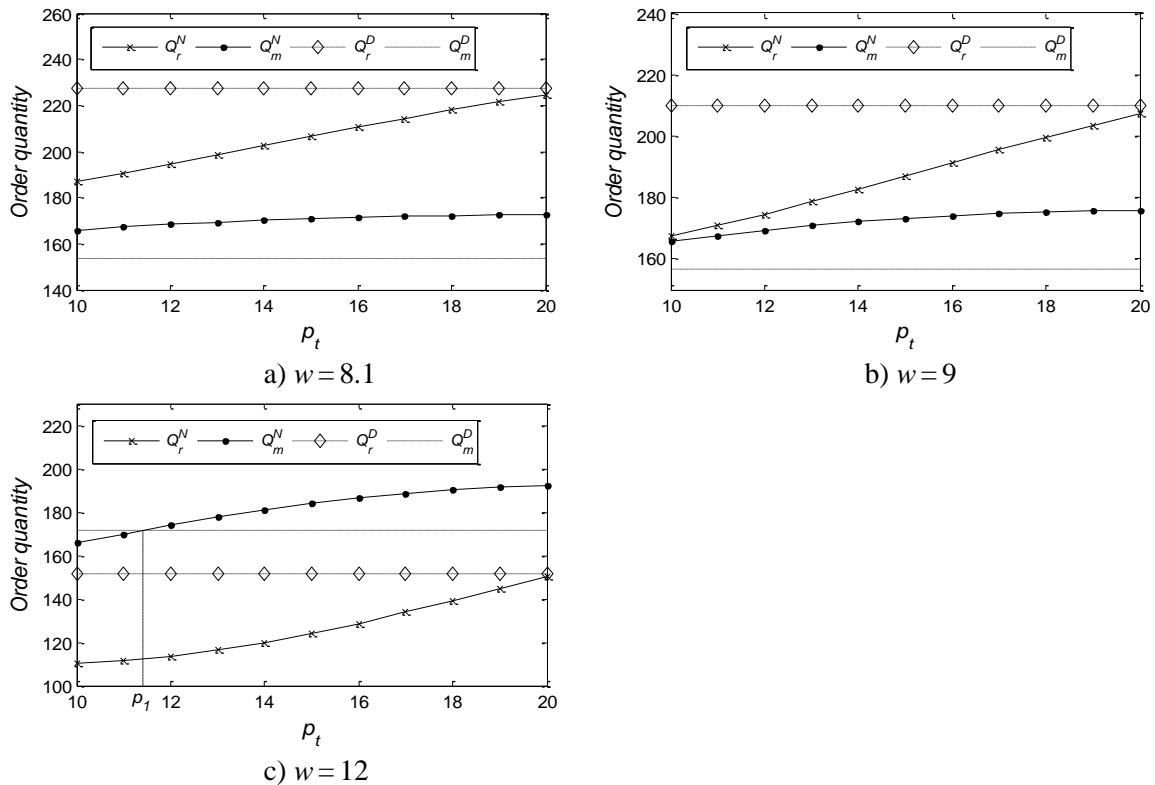 260
240
220
200
180
160
140
Order quantity
Q_r^N Q_m^N Q_r^D Q_m^D
10 12 14 16 18 20
p_t
a) w = 8.1
240
220
200
180
160
Order quantity
Q_r^N Q_m^N Q_r^D Q_m^D
10 12 14 16 18 20
p_t
b) w = 9
220
200
180
160
140
120
100
Order quantity
Q_r^N Q_m^N Q_r^D Q_m^D
10 p_1 12 14 16 18 20
p_t
c) w = 12